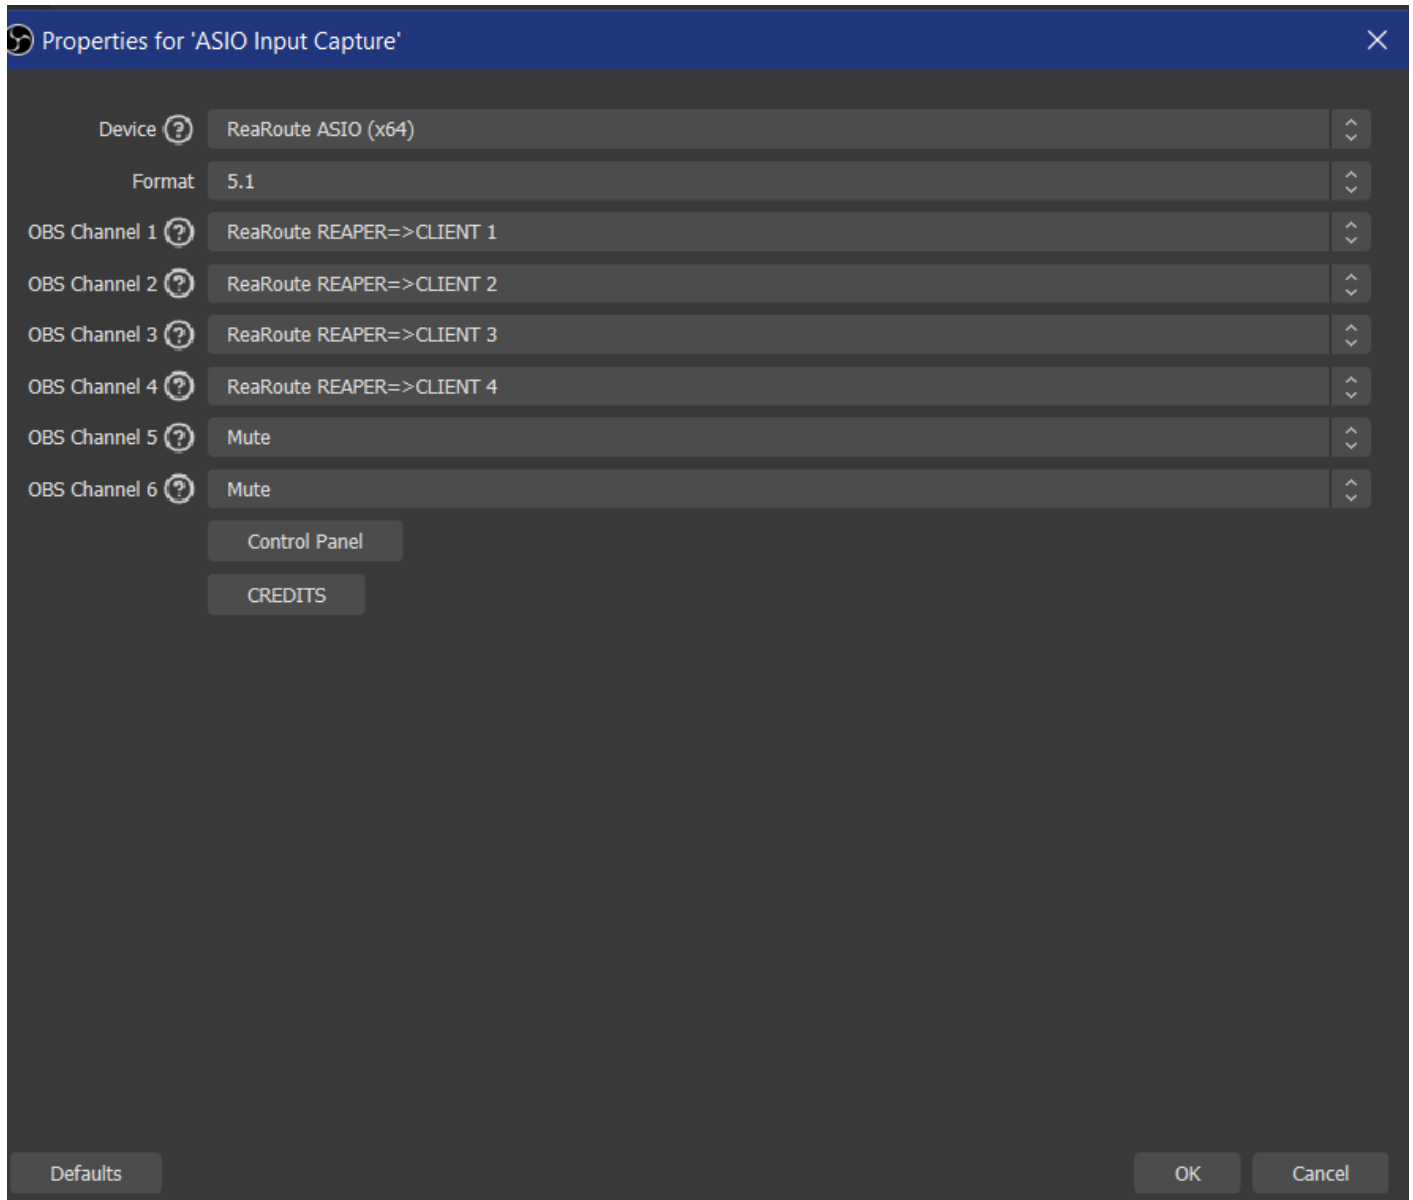 Properties for 'ASIO Input Capture'
Device ReaRoute ASIO (x64)
Format 5.1
OBS Channel 1 ReaRoute REAPER=>CLIENT 1
OBS Channel 2 ReaRoute REAPER=>CLIENT 2
OBS Channel 3 ReaRoute REAPER=>CLIENT 3
OBS Channel 4 ReaRoute REAPER=>CLIENT 4
OBS Channel 5 Mute
OBS Channel 6 Mute
Control Panel
CREDITS
Defaults OK Cancel